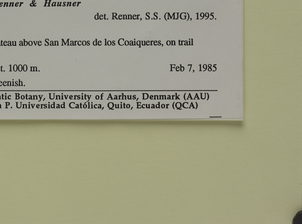 enner & Hausner
det. Renner, S.S. (MJG), 1995.
teau above San Marcos de los Coaiqueres, on trail
t. 1000 m. Feb 7, 1985
eenish.
tic Botany, University of Aarhus, Denmark (AAU)
a P. Universidad Católica, Quito, Ecuador (QCA)